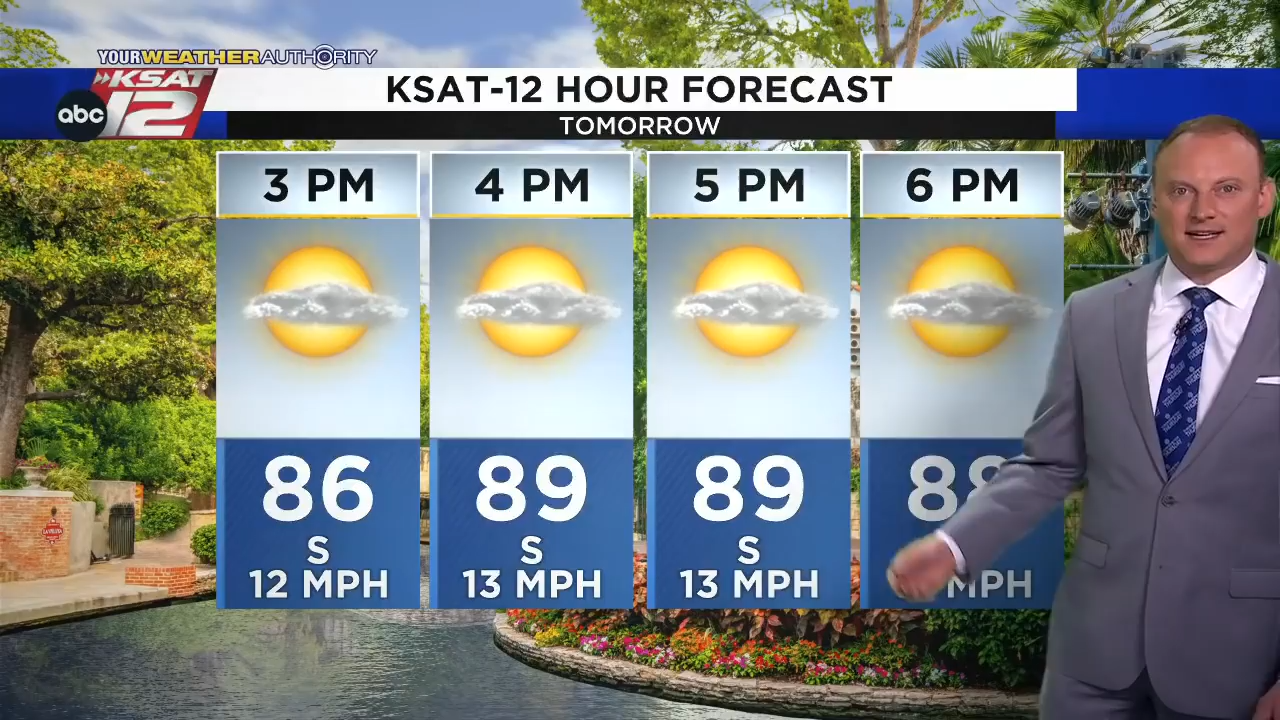 YOURWEATHERAUTHORITY
KSAT
abc 12
KSAT-12 HOUR FORECAST
TOMORROW
3 PM
4 PM
5 PM
6 PM
86
89
89
88
S
S
S
12 MPH
13 MPH
13 MPH
MPH